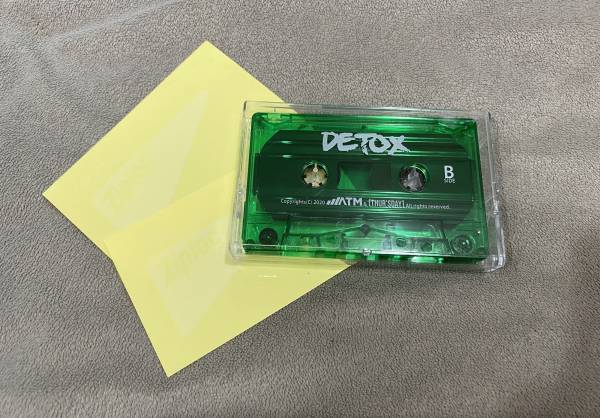 DETOX
B
SIDE
Copyrights(C) 2020 ATM & [THUR'SDAY] All rights reserved.